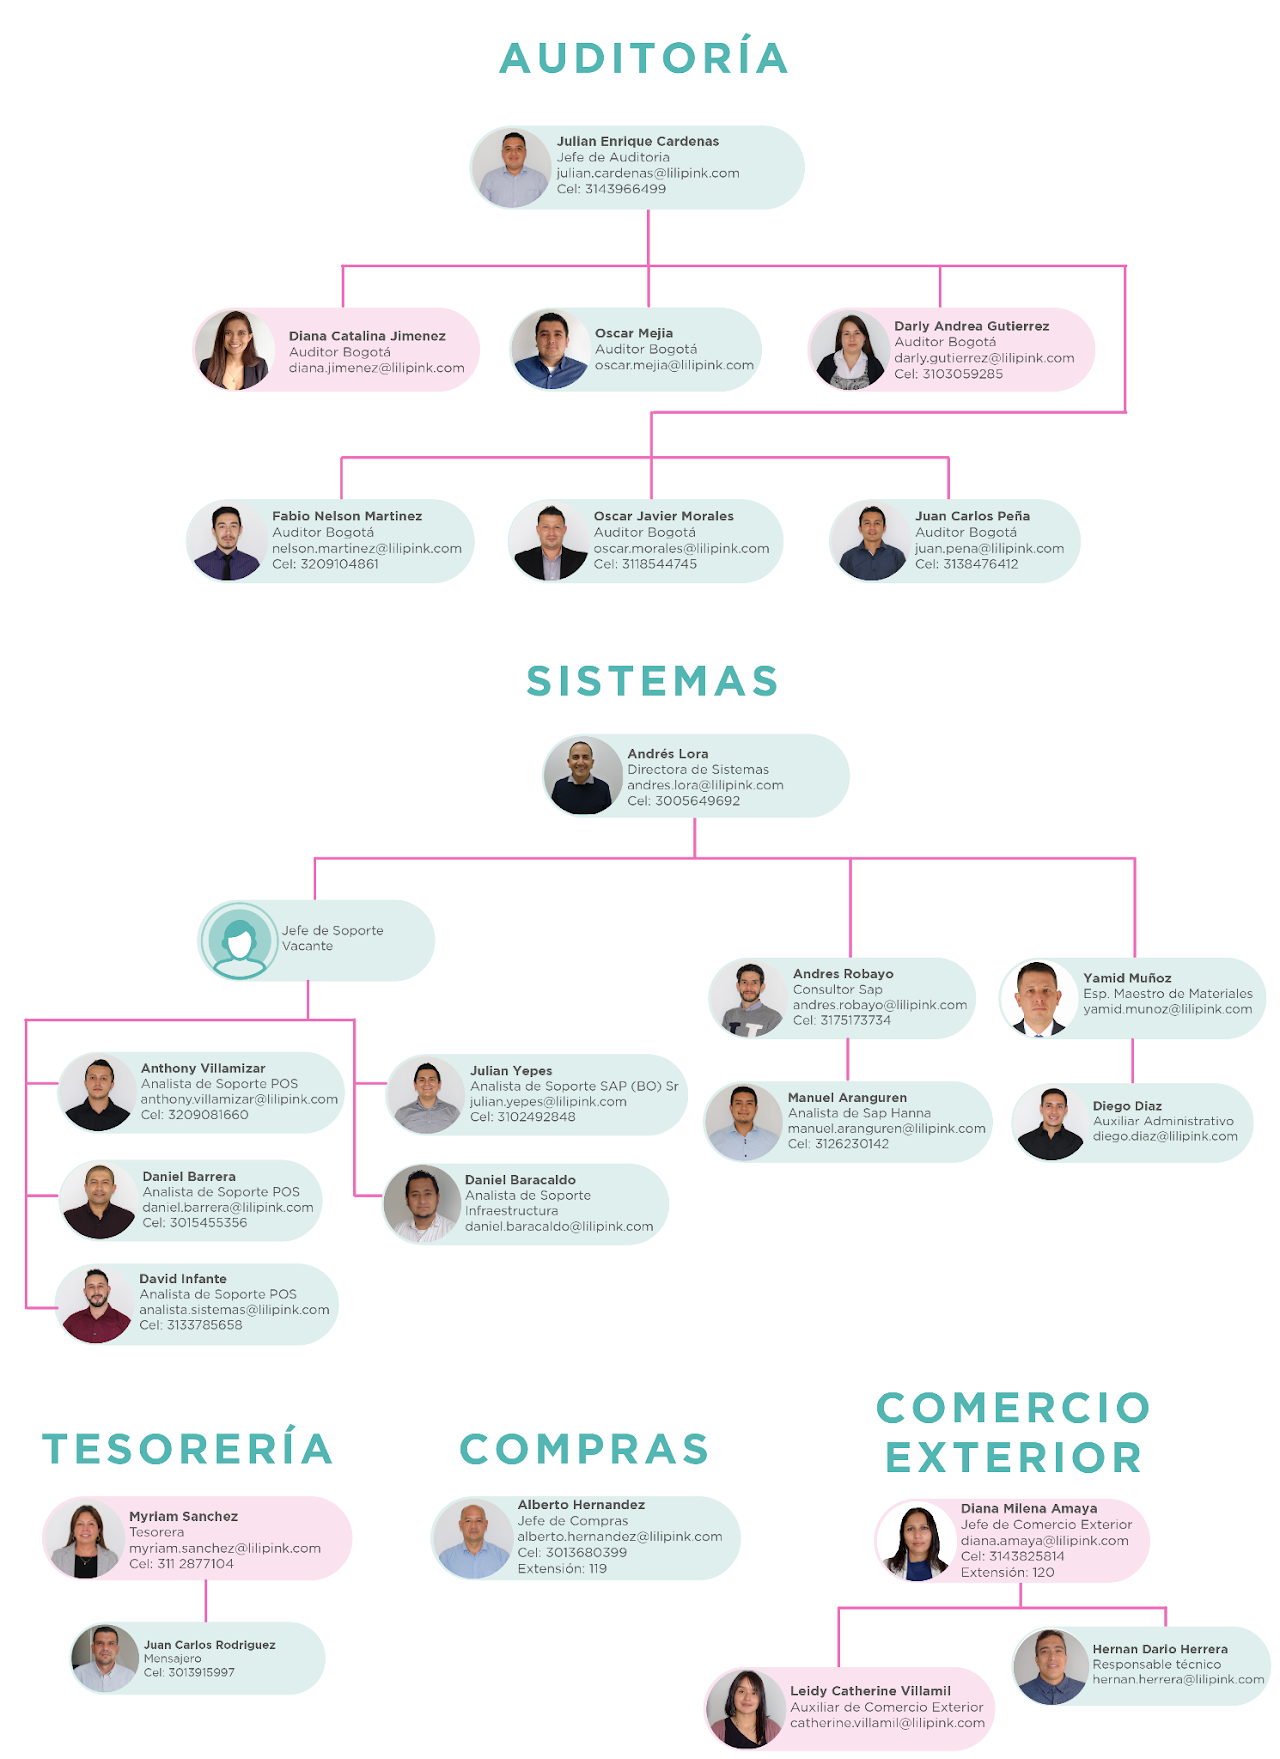 AUDITORÍA
Julian Enrique Cardenas
Jefe de Auditoria
julian.cardenas@lilipink.com
Cel: 3143966499
Diana Catalina Jimenez
Auditor Bogotá
diana.jimenez@lilipink.com
Oscar Mejia
Auditor Bogotá
oscar.mejia@lilipink.com
Darly Andrea Gutierrez
Auditor Bogotá
darly.gutierrez@lilipink.com
Cel: 3103059285
Fabio Nelson Martinez
Auditor Bogotá
nelson.martinez@lilipink.com
Cel: 3209104861
Oscar Javier Morales
Auditor Bogotá
oscar.morales@lilipink.com
Cel: 3118544745
Juan Carlos Peña
Auditor Bogotá
juan.pena@lilipink.com
Cel: 3138476412
SISTEMAS
Andrés Lora
Directora de Sistemas
andres.lora@lilipink.com
Cel: 3005649692
Jefe de Soporte
Vacante
Andres Robayo
Consultor Sap
andres.robayo@lilipink.com
Cel: 3175173734
Yamid Muñoz
Esp. Maestro de Materiales
yamid.munoz@lilipink.com
Anthony Villamizar
Analista de Soporte POS
anthony.villamizar@lilipink.com
Cel: 3209081660
Julian Yepes
Analista de Soporte SAP (BO) Sr
julian.yepes@lilipink.com
Cel: 3102492848
Manuel Aranguren
Analista de Sap Hanna
manuel.aranguren@lilipink.com
Cel: 3126230142
Diego Diaz
Auxiliar Administrativo
diego.diaz@lilipink.com
Daniel Barrera
Analista de Soporte POS
daniel.barrera@lilipink.com
Cel: 3015455356
Daniel Baracaldo
Analista de Soporte
Infraestructura
daniel.baracaldo@lilipink.com
David Infante
Analista de Soporte POS
analista.sistemas@lilipink.com
Cel: 3133785658
TESORERÍA
Myriam Sanchez
Tesorera
myriam.sanchez@lilipink.com
Cel: 311 2877104
Juan Carlos Rodriguez
Mensajero
Cel: 3013915997
COMPRAS
Alberto Hernandez
Jefe de Compras
alberto.hernandez@lilipink.com
Cel: 3013680399
Extensión: 119
COMERCIO
EXTERIOR
Diana Milena Amaya
Jefe de Comercio Exterior
diana.amaya@lilipink.com
Cel: 3143825814
Extensión: 120
Hernan Dario Herrera
Responsable técnico
hernan.herrera@lilipink.com
Leidy Catherine Villamil
Auxiliar de Comercio Exterior
catherine.villamil@lilipink.com